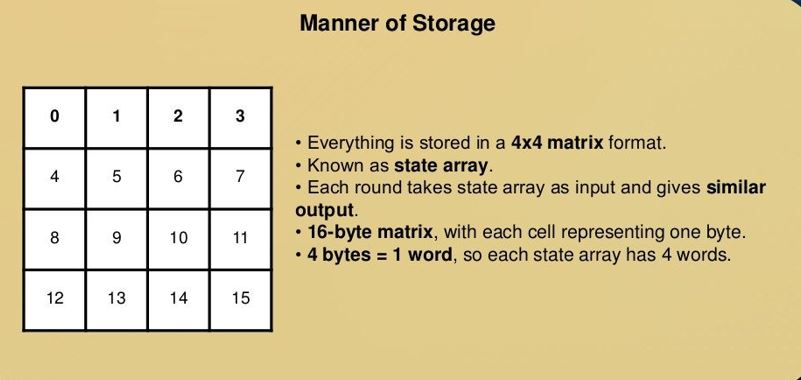 Manner of Storage
0 1 2 3
4 5 6 7
8 9 10 11
12 13 14 15
• Everything is stored in a 4x4 matrix format.
• Known as state array.
• Each round takes state array as input and gives similar
output.
• 16-byte matrix, with each cell representing one byte.
• 4 bytes = 1 word, so each state array has 4 words.